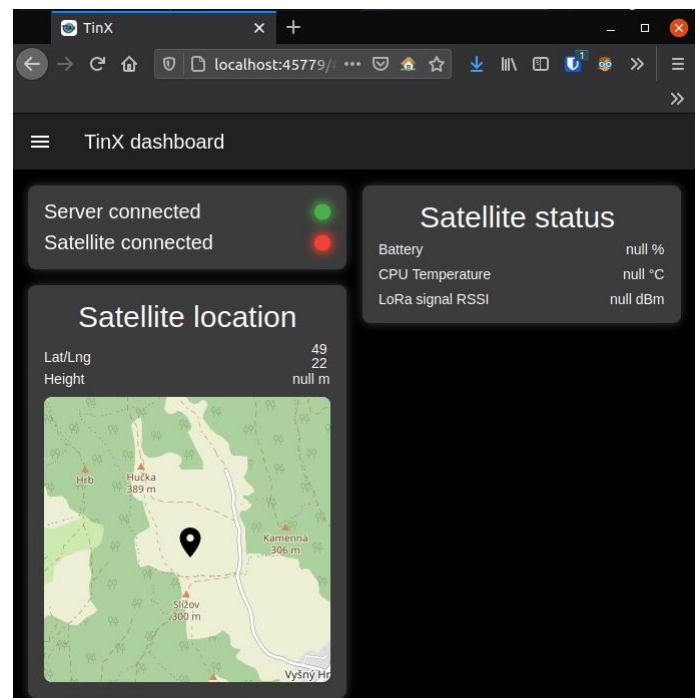 TinX
localhost:45779/
1
TinX dashboard
Server connected
Satellite connected
Satellite location
Lat/Lng 49
22
Height null m
Hrb
Hučka
389 m
Kamenná
306 m
Slížov
300 m
Vyšný Hr
Satellite status
Battery null %
CPU Temperature null °C
LoRa signal RSSI null dBm